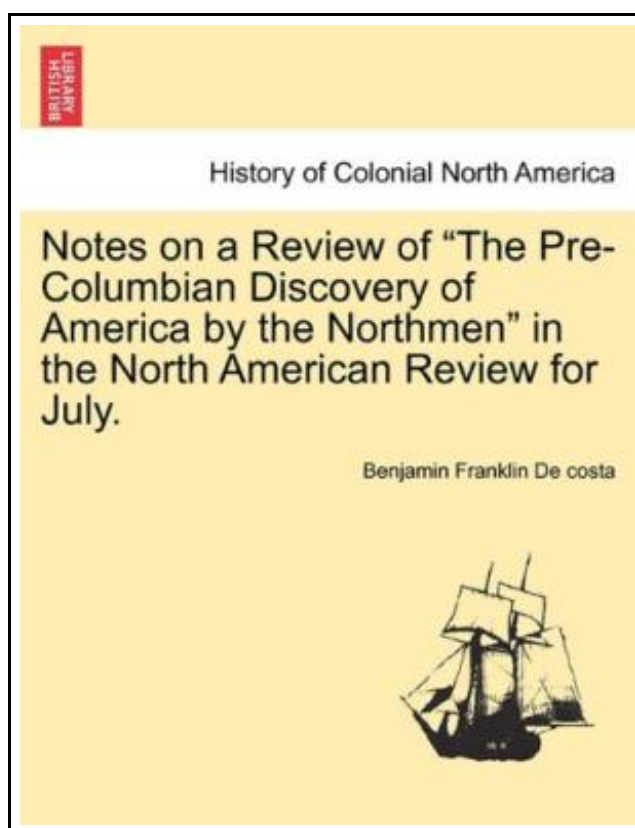 BRITISH
LIBRARY
History of Colonial North America
Notes on a Review of “The Pre-
Columbian Discovery of
America by the Northmen” in
the North American Review for
July.
Benjamin Franklin De costa